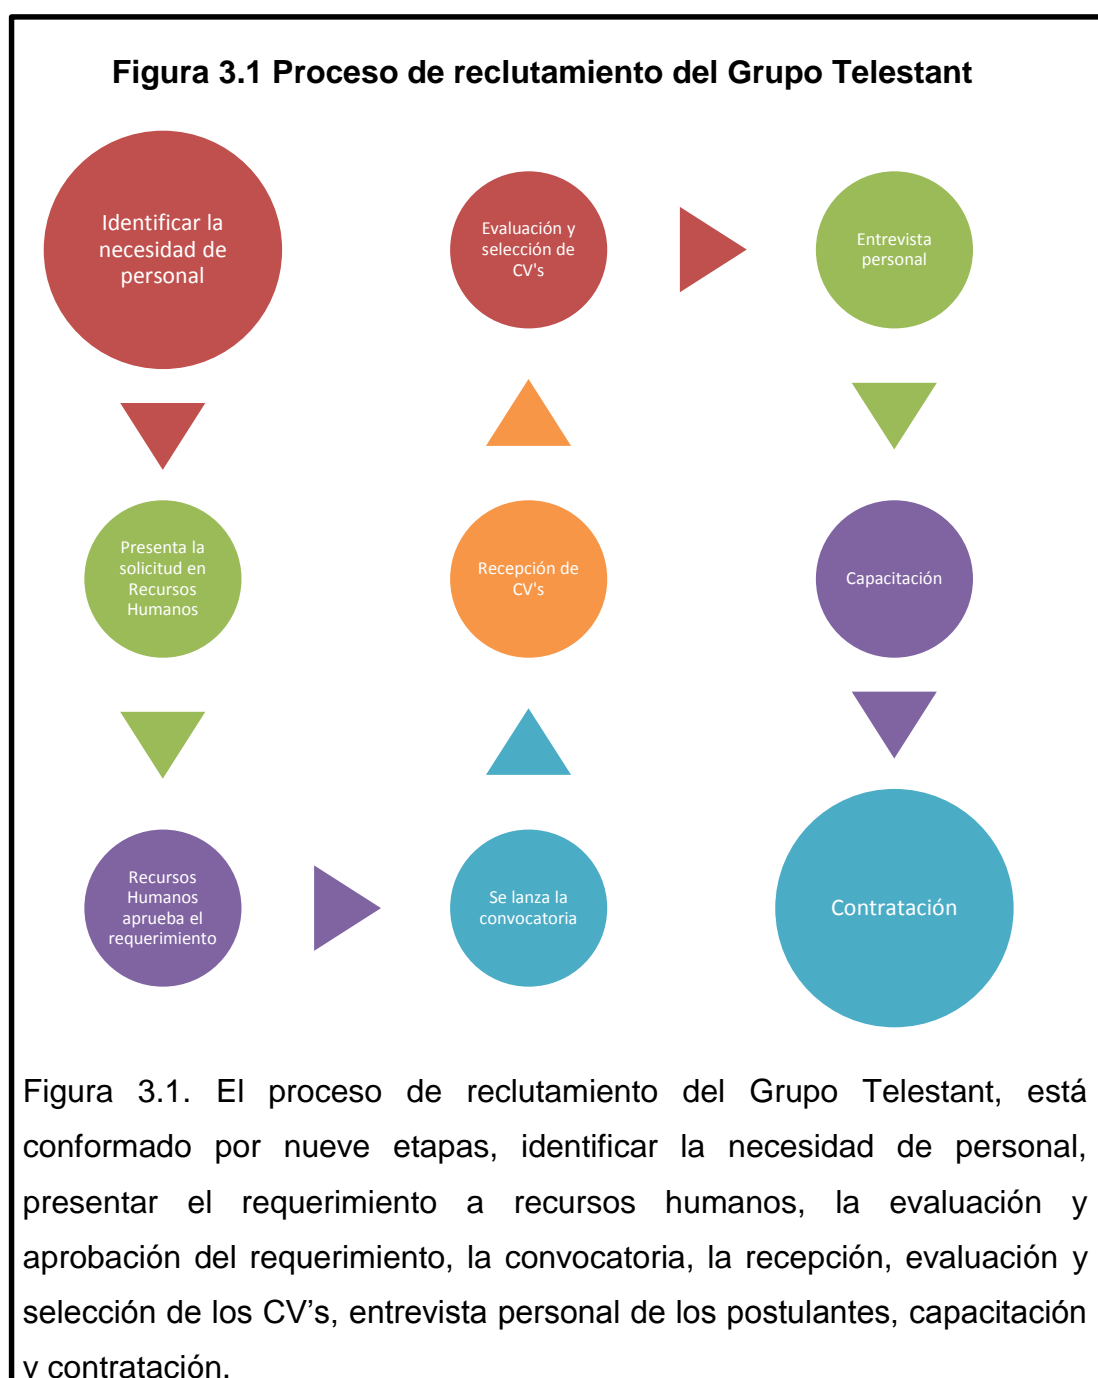 Figura 3.1 Proceso de reclutamiento del Grupo Telestant
Identificar la
necesidad de
personal
Presenta la
solicitud en
Recursos
Humanos
Recursos
Humanos
aprueba el
requerimiento
Se lanza la
convocatoria
Recepción de
CV's
Evaluación y
selección de
CV's
Entrevista
personal
Capacitación
Contratación
Figura 3.1. El proceso de reclutamiento del Grupo Telestant, está
conformado por nueve etapas, identificar la necesidad de personal,
presentar el requerimiento a recursos humanos, la evaluación y
aprobación del requerimiento, la convocatoria, la recepción, evaluación y
selección de los CV’s, entrevista personal de los postulantes, capacitación
y contratación.